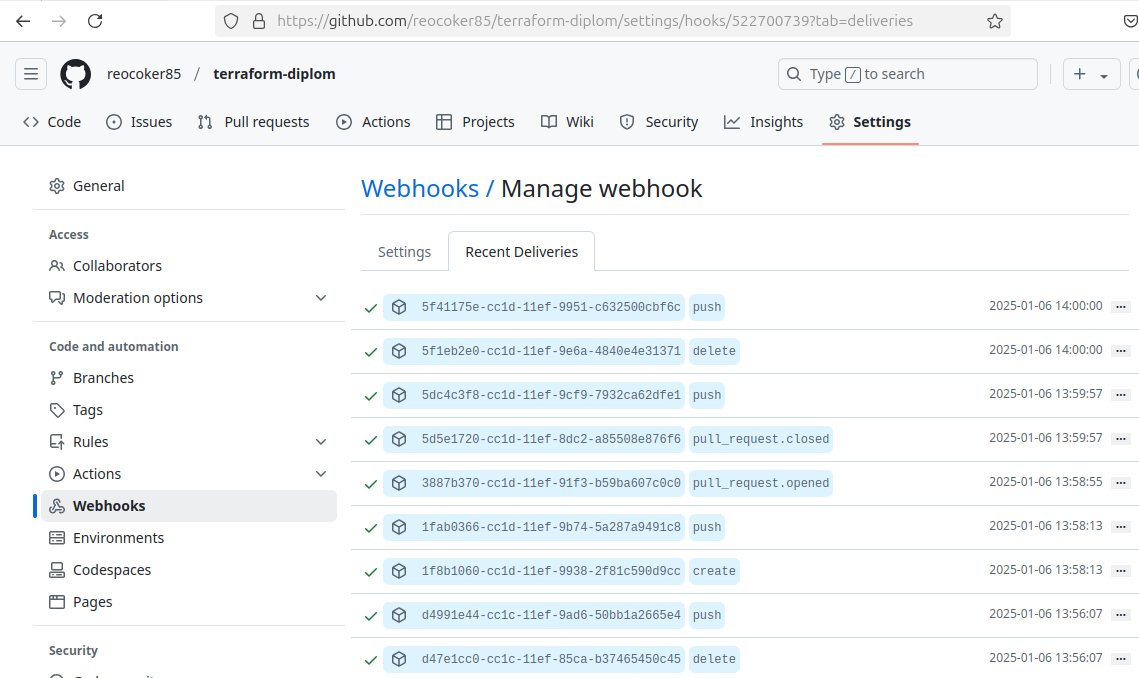 https://github.com/reocoker85/terraform-diplom/settings/hooks/522700739?tab=deliveries
reocoker85 / terraform-diplom
Type / to search
Code Issues Pull requests Actions Projects Wiki Security Insights Settings
General
Access
Collaborators
Moderation options
Code and automation
Branches
Tags
Rules
Actions
Webhooks
Environments
Codespaces
Pages
Security
Webhooks / Manage webhook
Settings Recent Deliveries
5f41175e-cc1d-11ef-9951-c632500cbf6c push 2025-01-06 14:00:00
5f1eb2e0-cc1d-11ef-9e6a-4840e4e31371 delete 2025-01-06 14:00:00
5dc4c3f8-cc1d-11ef-9cf9-7932ca62dfe1 push 2025-01-06 13:59:57
5d5e1720-cc1d-11ef-8dc2-a85508e876f6 pull_request.closed 2025-01-06 13:59:57
3887b370-cc1d-11ef-91f3-b59ba607c0c0 pull_request.opened 2025-01-06 13:58:55
1fab0366-cc1d-11ef-9b74-5a287a9491c8 push 2025-01-06 13:58:13
1f8b1060-cc1d-11ef-9938-2f81c590d9cc create 2025-01-06 13:58:13
d4991e44-cc1c-11ef-9ad6-50bb1a2665e4 push 2025-01-06 13:56:07
d47e1cc0-cc1c-11ef-85ca-b37465450c45 delete 2025-01-06 13:56:07